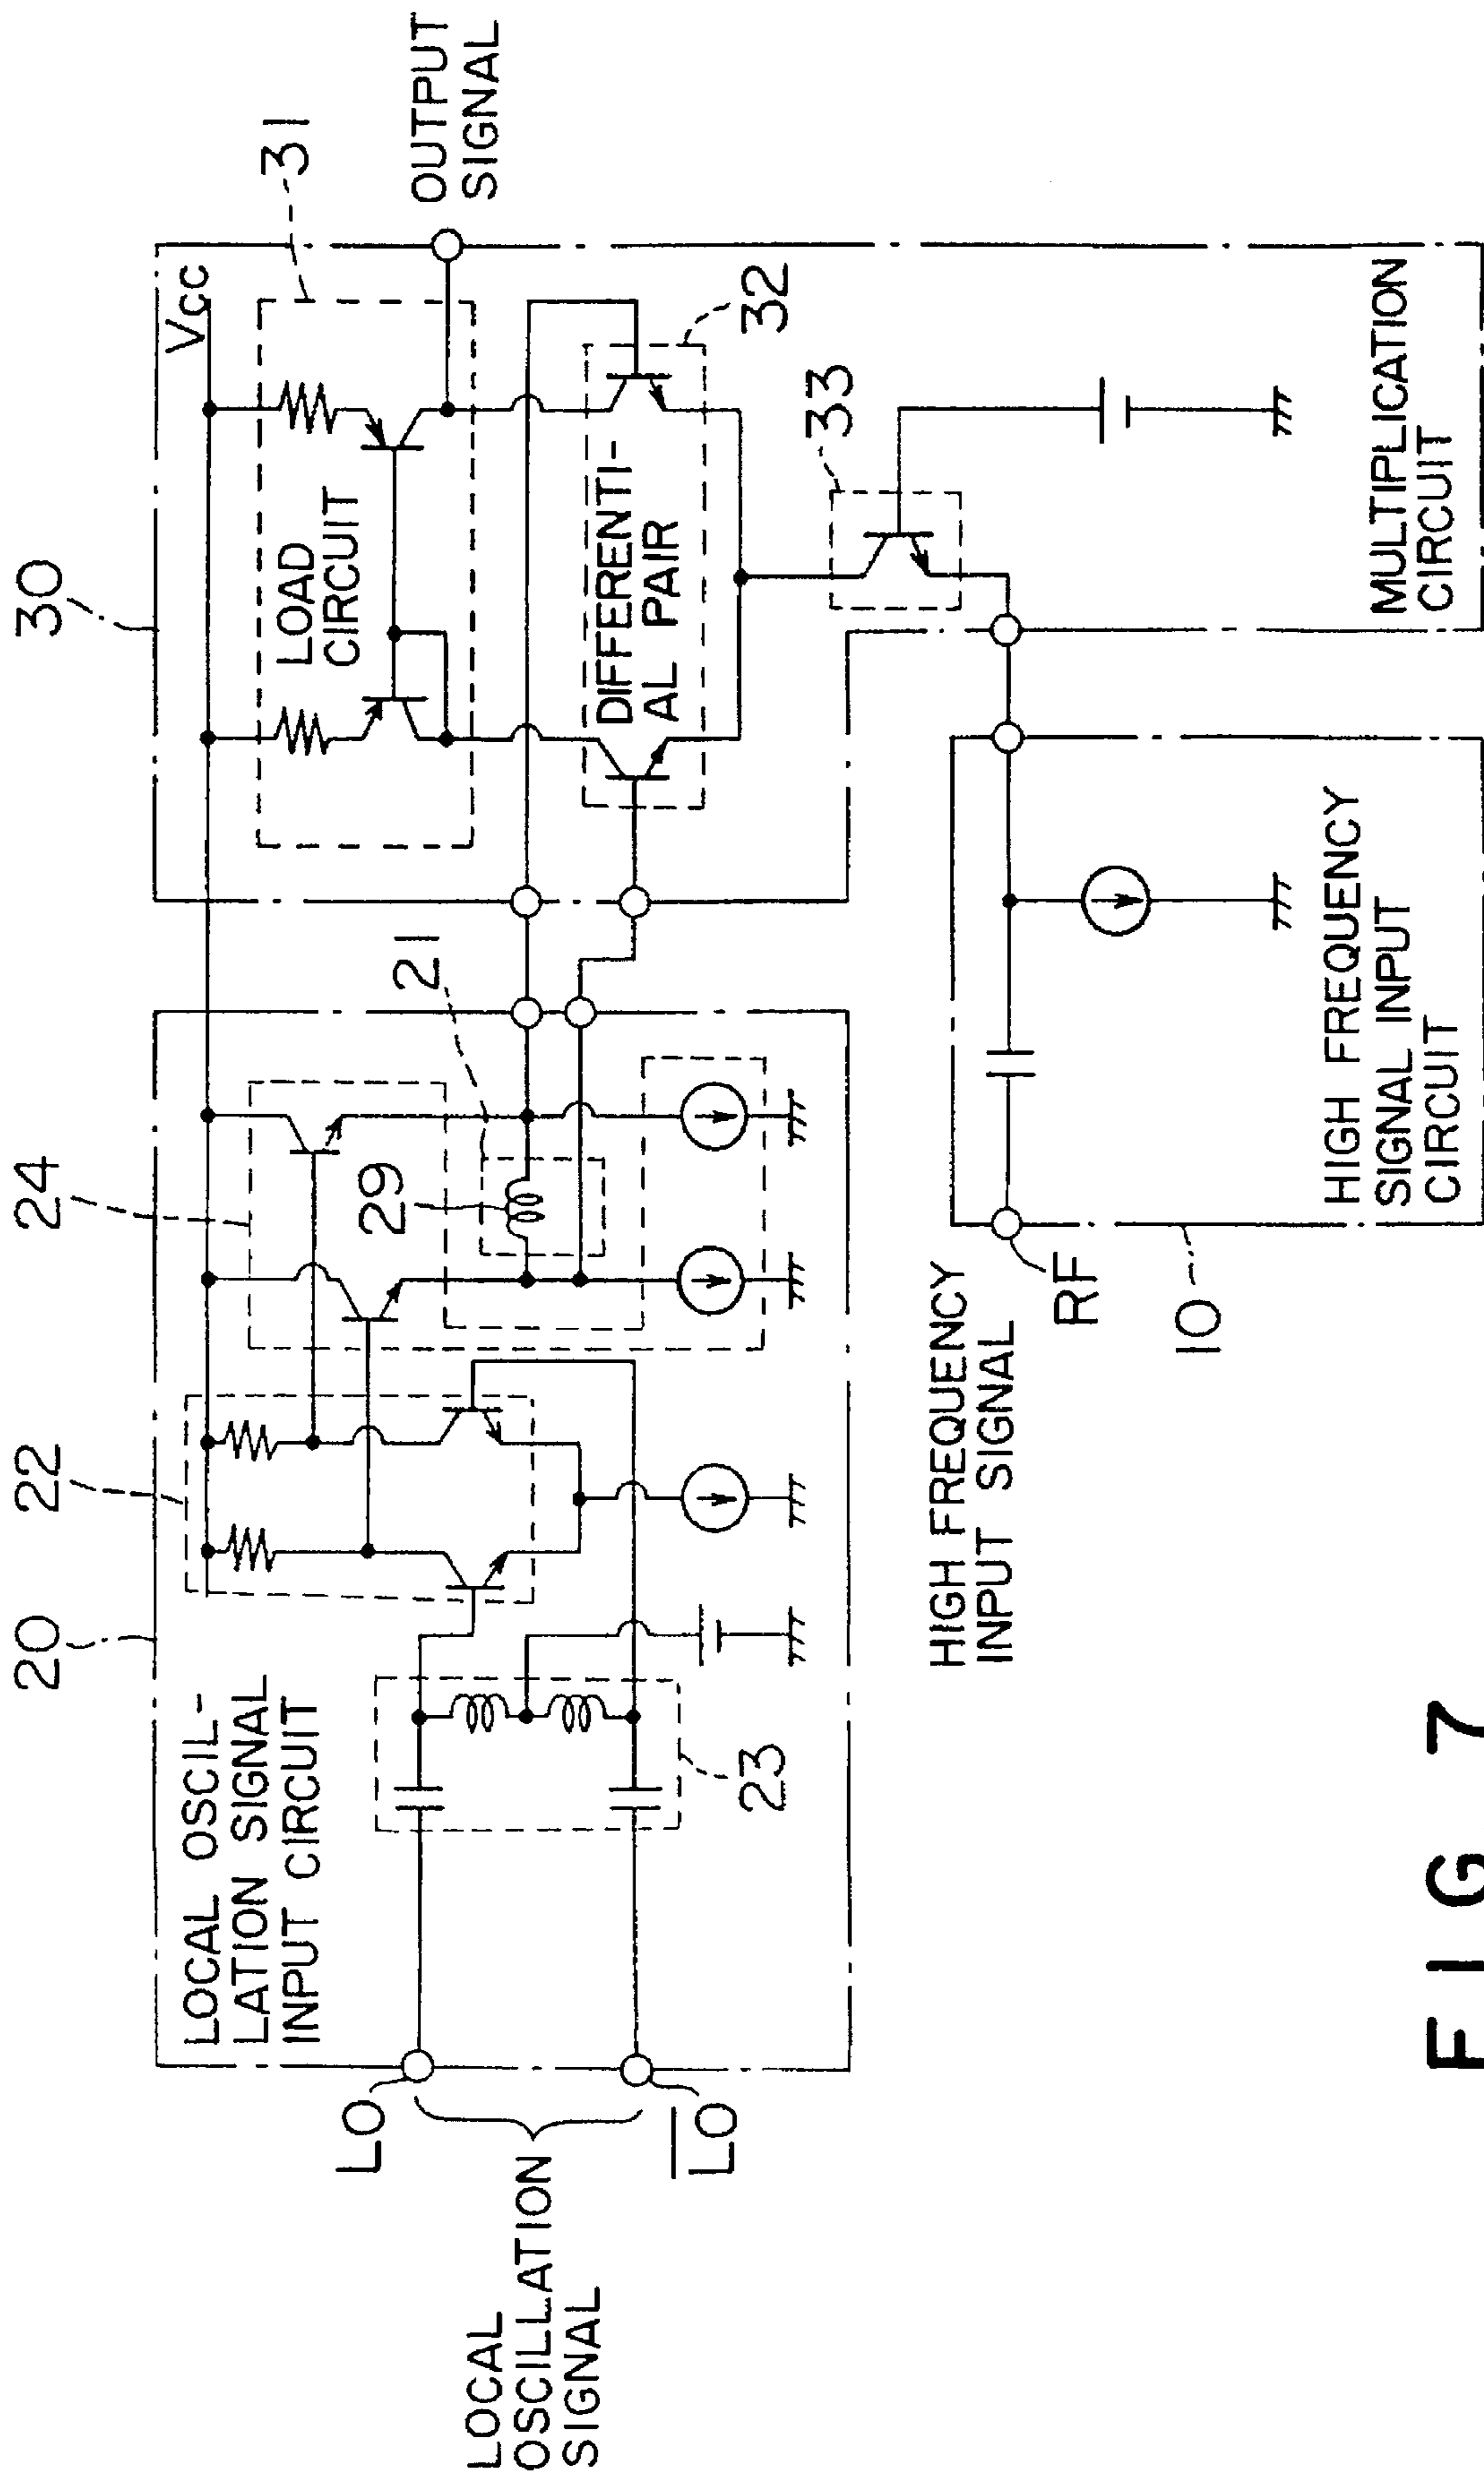 30
31
Vcc
LOAD
CIRCUIT
OUTPUT
SIGNAL
DIFFERENTI-
AL PAIR
32
33
MULTIPLICATION
CIRCUIT
20
22
24
21
29
23
LOCAL OSCIL-
LATION SIGNAL
INPUT CIRCUIT
LO
L̅O̅
LOCAL
OSCILLATION
SIGNAL
HIGH FREQUENCY
INPUT SIGNAL
RF
10
HIGH FREQUENCY
SIGNAL INPUT
CIRCUIT
FIG. 7